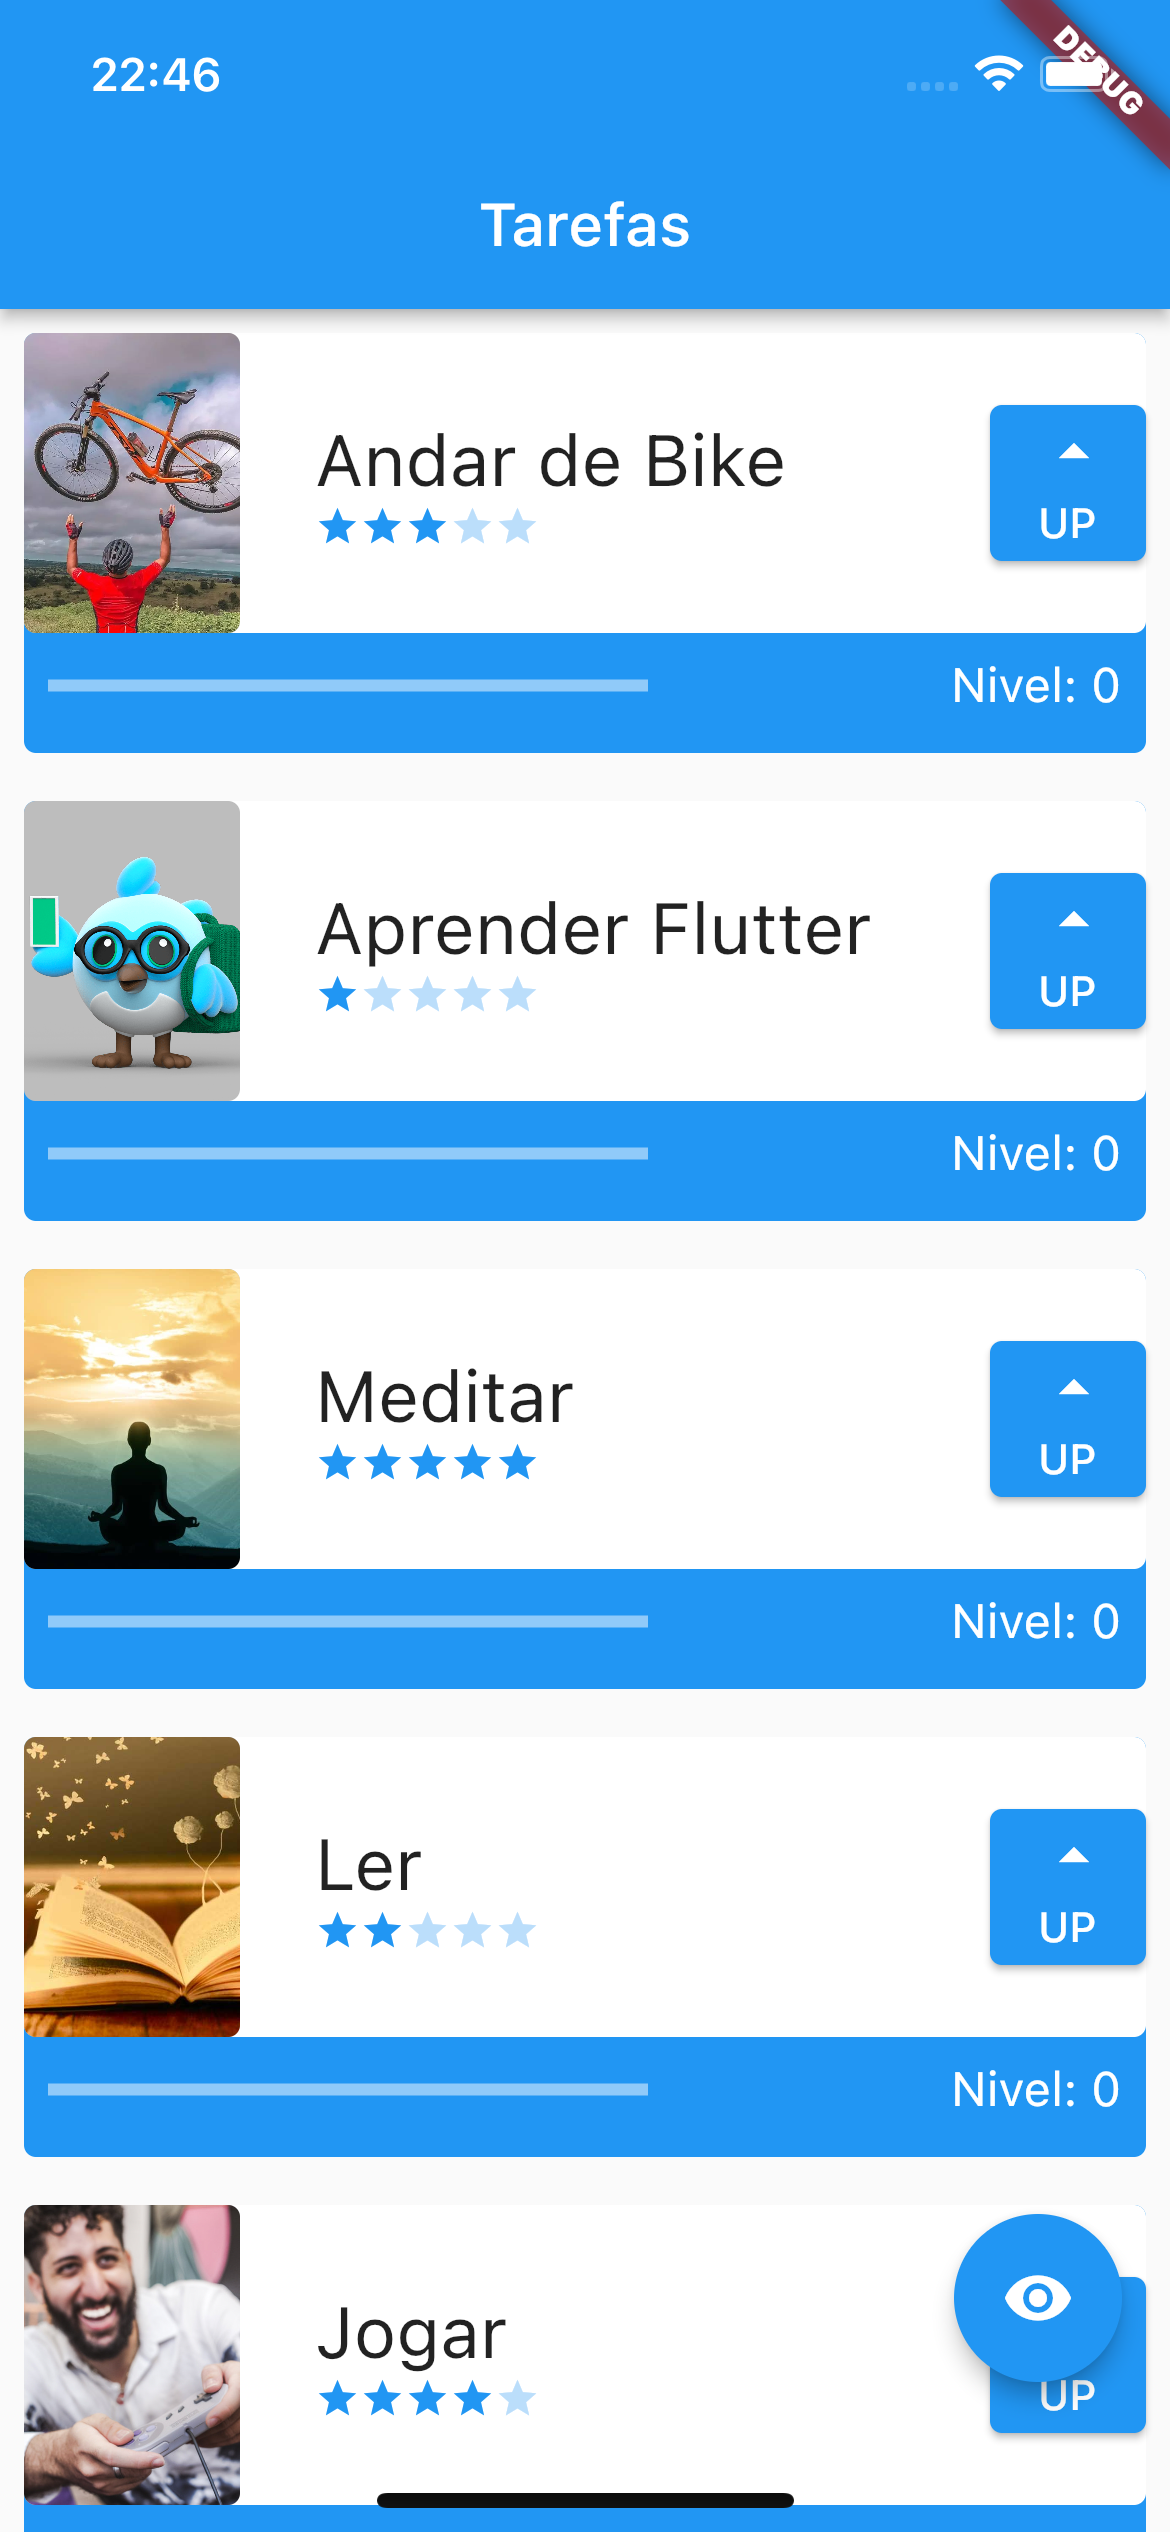 22:46
DEBUG
Tarefas
Andar de Bike
UP
Nivel: 0
Aprender Flutter
UP
Nivel: 0
Meditar
UP
Nivel: 0
Ler
UP
Nivel: 0
Jogar
UP